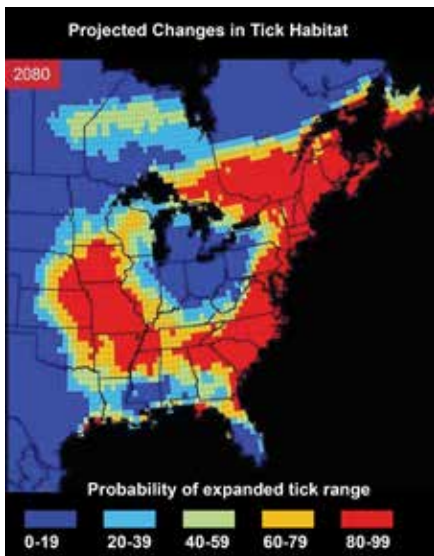 Projected Changes in Tick Habitat
2080
Probability of expanded tick range
0-19 20-39 40-59 60-79 80-99